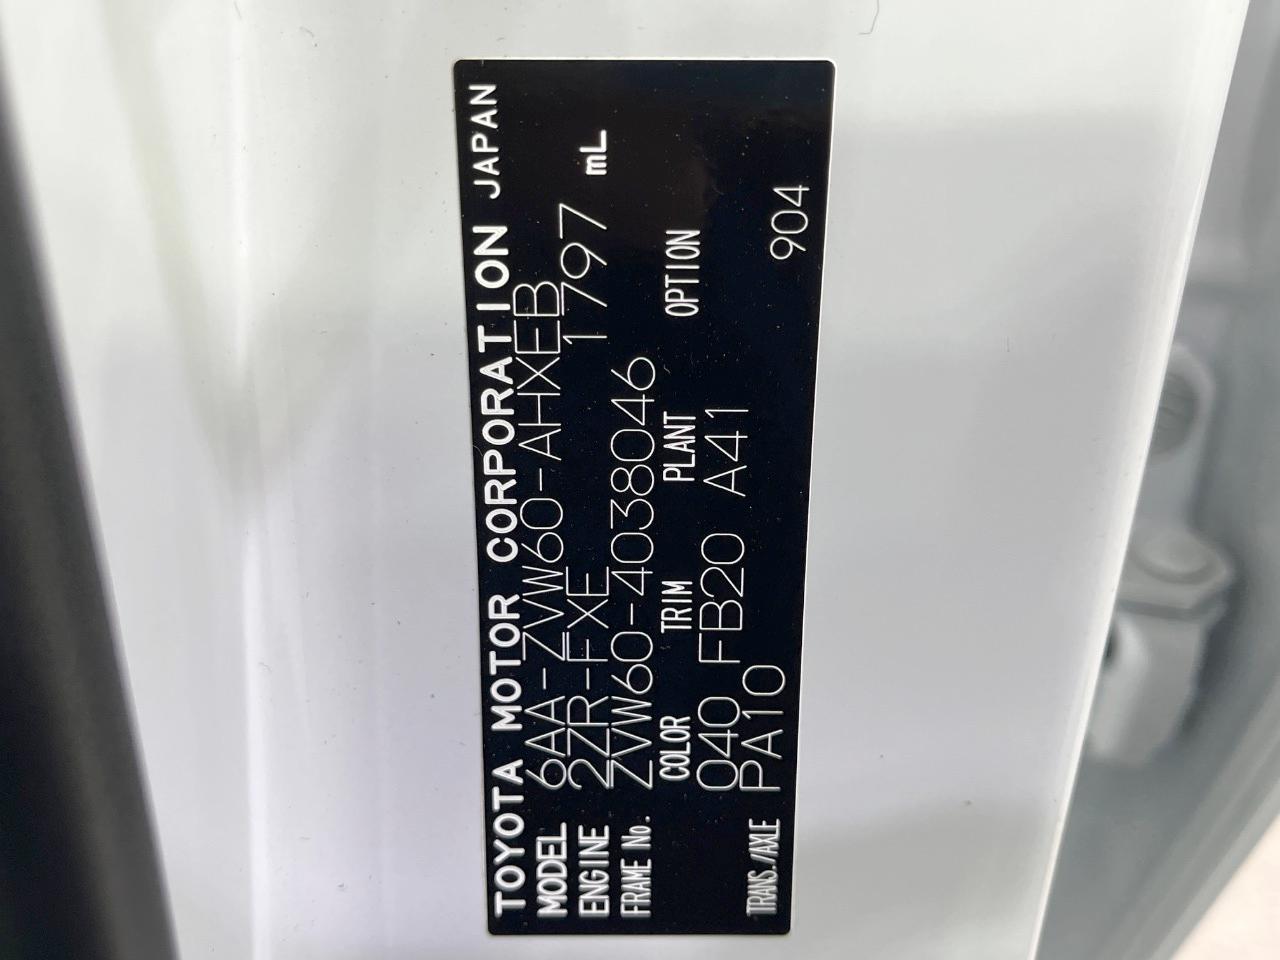 TOYOTA MOTOR CORPORATION JAPAN
MODEL 6AA-ZVW60-AHXEB
ENGINE 2ZR-FXE 1797 mL
FRAME No. ZVW60-4038046
COLOR TRIM PLANT OPTION
040 FB20 A41
TRANS./AXLE PA10 904